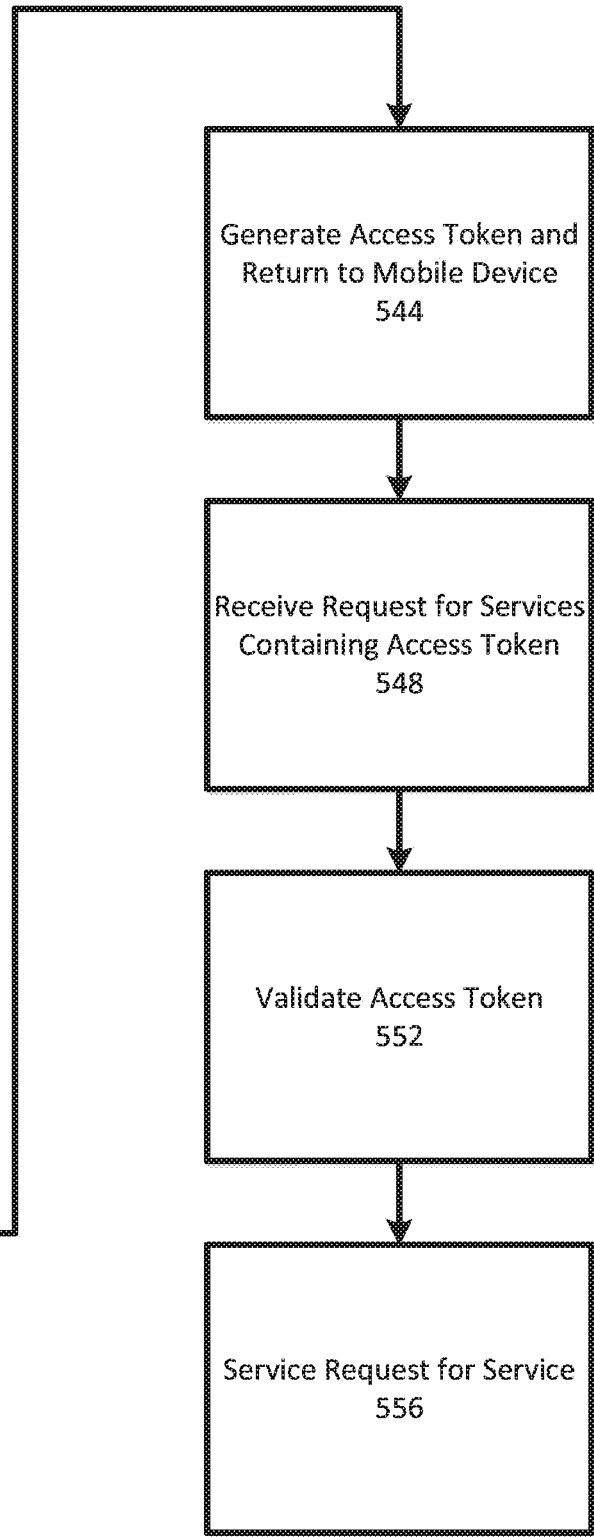 Generate Access Token and
Return to Mobile Device
544
Receive Request for Services
Containing Access Token
548
Validate Access Token
552
Service Request for Service
556